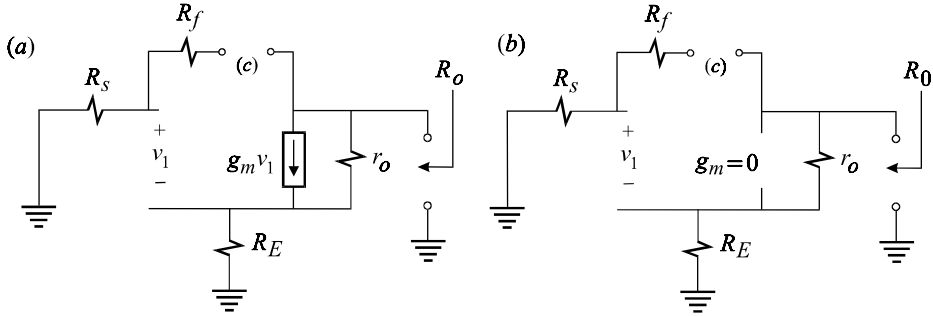 (a)
R_f
(c)
R_s
R_o
+
v_1
−
g_m v_1
r_o
R_E
(b)
R_f
(c)
R_s
R_0
+
v_1
−
g_m = 0
r_o
R_E